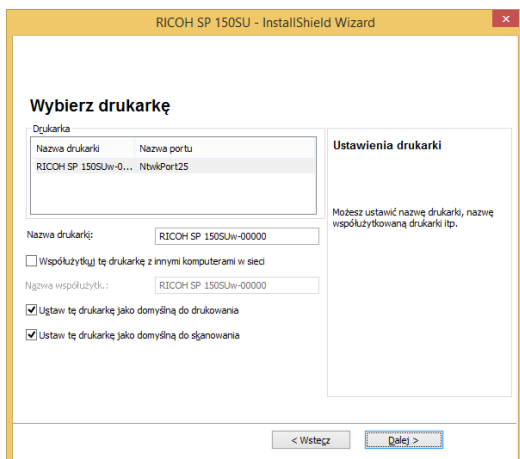 RICOH SP 150SU - InstallShield Wizard
Wybierz drukarkę
Drukarka
Nazwa drukarki Nazwa portu
RICOH SP 150SUw-0... NtwkPort25
Nazwa drukarki: RICOH SP 150SUw-00000
Współużytkuj tę drukarkę z innymi komputerami w sieci
Nazwa współużytk.: RICOH SP 150SUw-00000
Ustaw tę drukarkę jako domyślną do drukowania
Ustaw tę drukarkę jako domyślną do skanowania
Ustawienia drukarki
Możesz ustawić nazwę drukarki, nazwę
współużytkowaną drukarki itp.
< Wstecz Dalej >